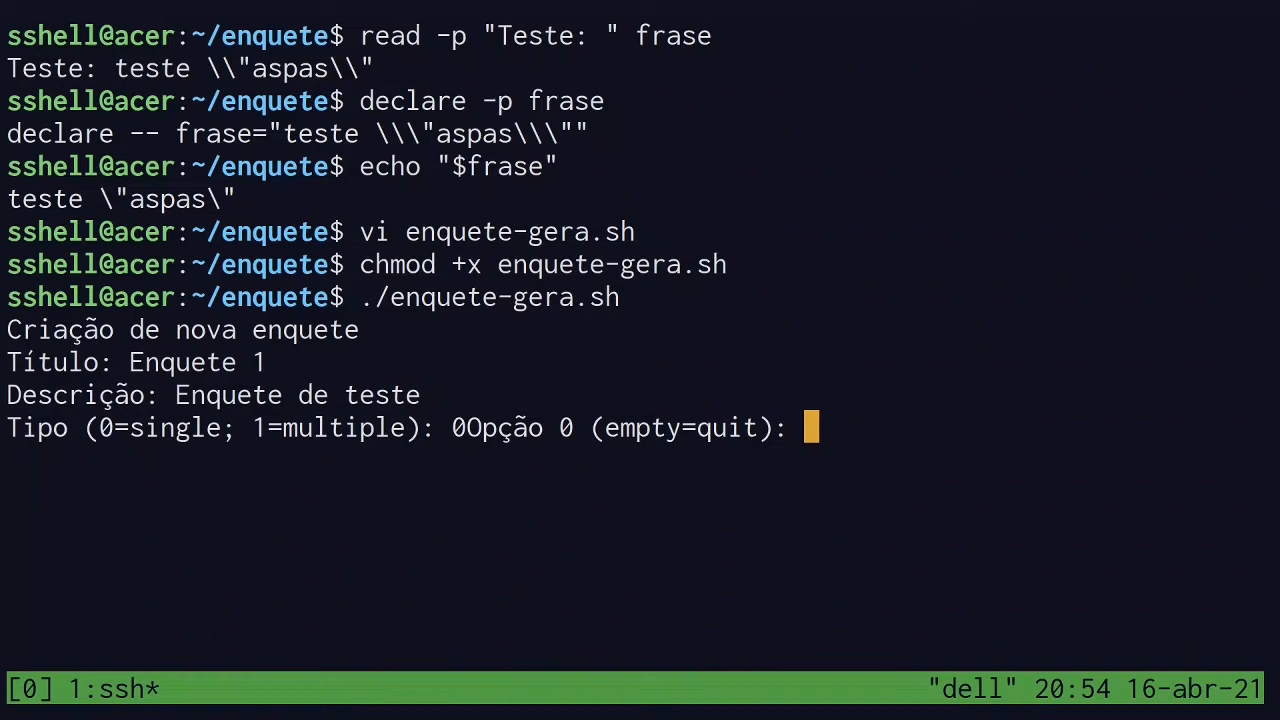 sshell@acer:~/enquete$ read -p "Teste: " frase
Teste: teste \\"aspas\\"
sshell@acer:~/enquete$ declare -p frase
declare -- frase="teste \\\"aspas\\\""
sshell@acer:~/enquete$ echo "$frase"
teste \"aspas\"
sshell@acer:~/enquete$ vi enquete-gera.sh
sshell@acer:~/enquete$ chmod +x enquete-gera.sh
sshell@acer:~/enquete$ ./enquete-gera.sh
Criação de nova enquete
Título: Enquete 1
Descrição: Enquete de teste
Tipo (0=single; 1=multiple): 0Opção 0 (empty=quit):
[0] 1:ssh* "dell" 20:54 16-abr-21